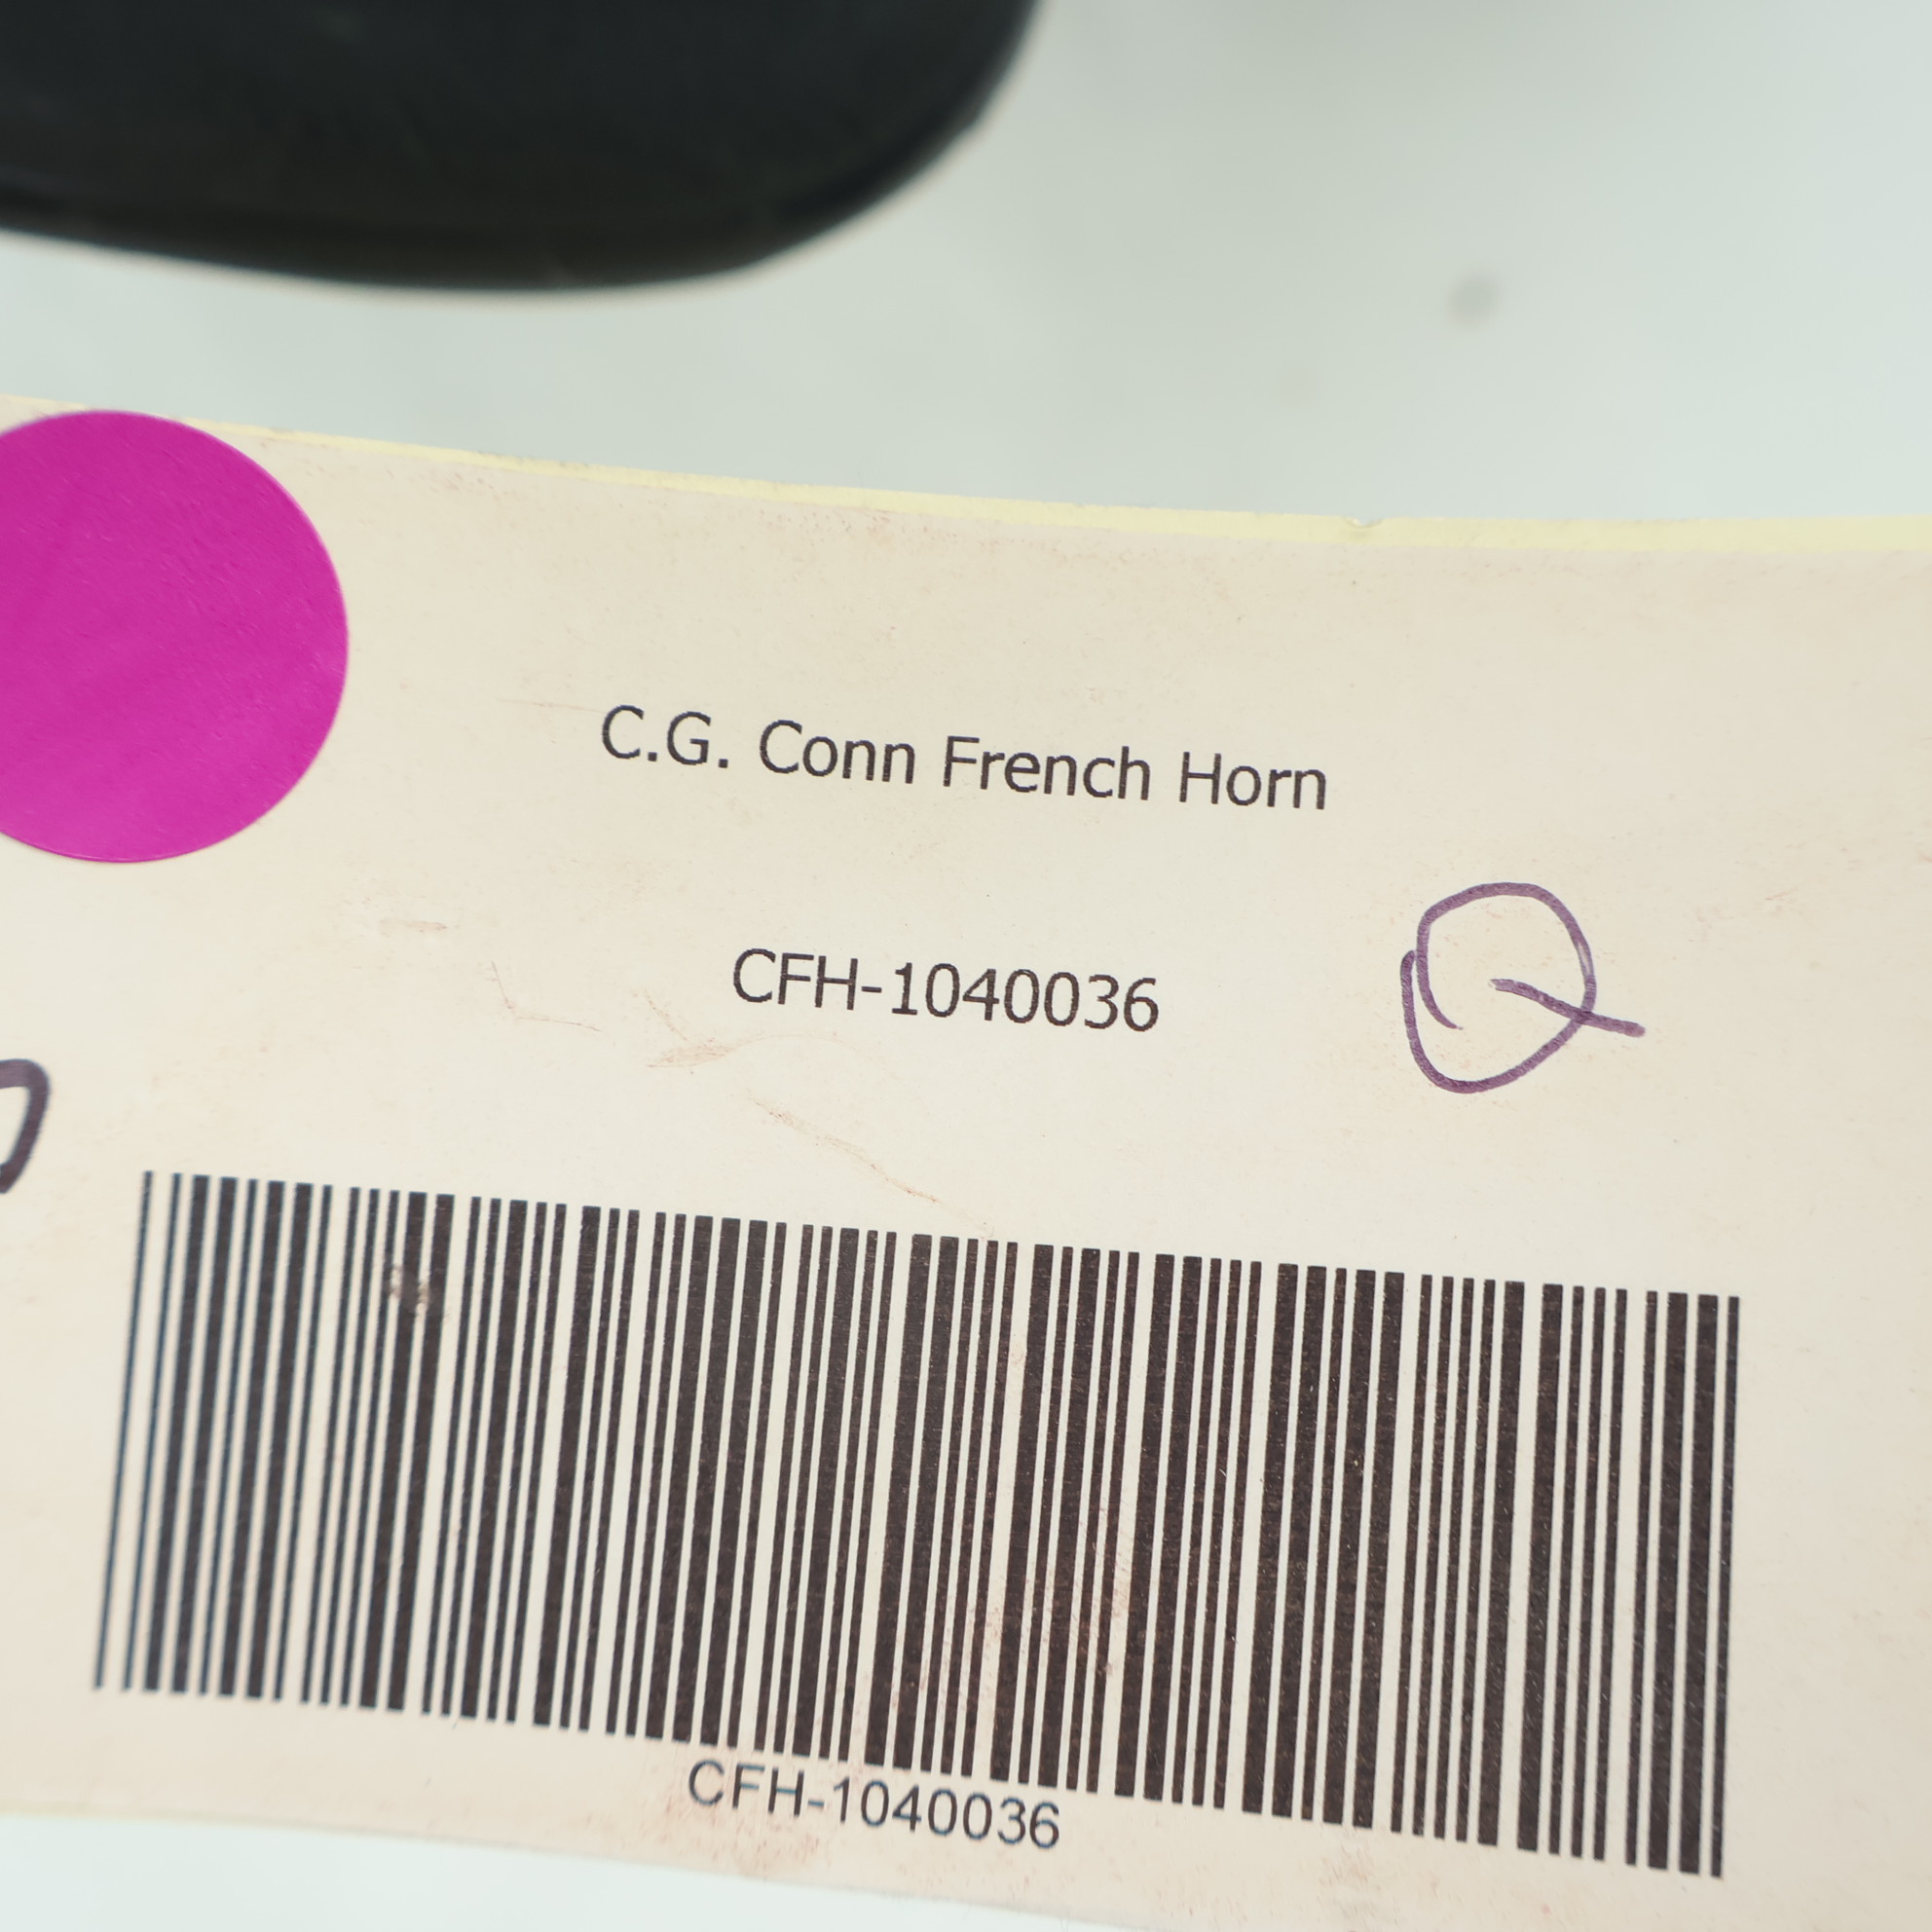 C.G. Conn French Horn
CFH-1040036
Q
CFH-1040036